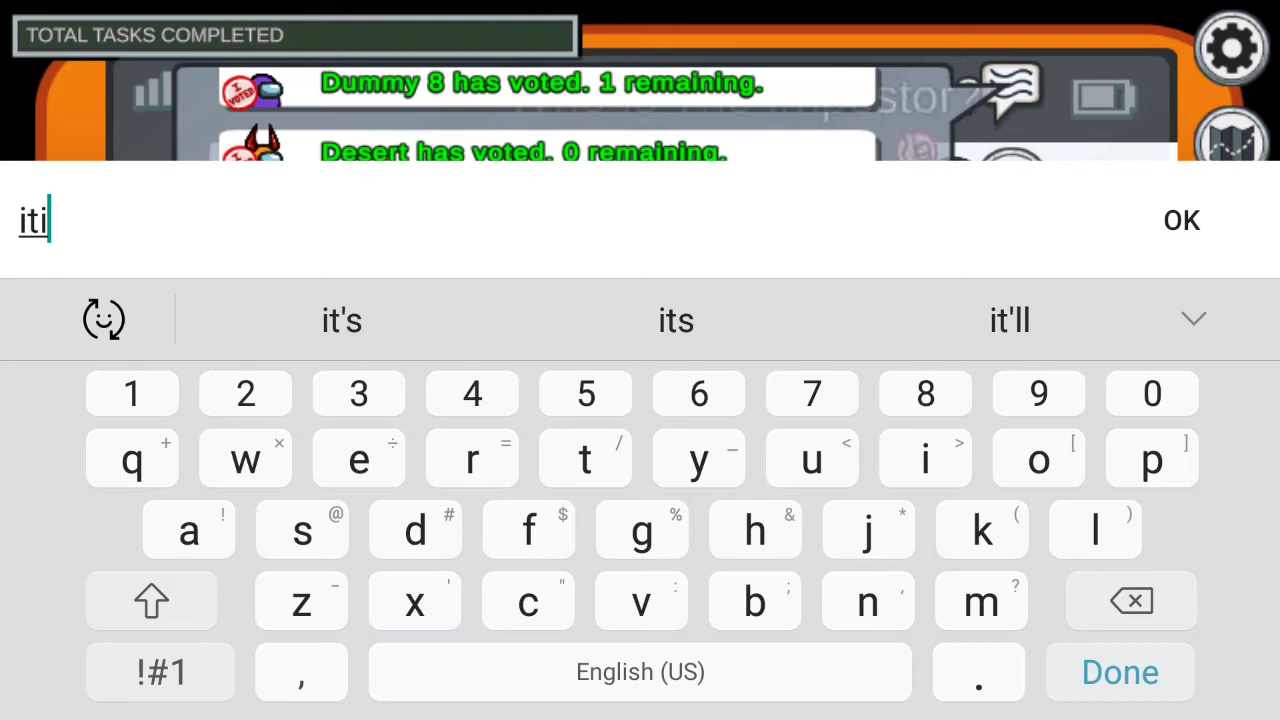 TOTAL TASKS COMPLETED
Dummy 8 has voted. 1 remaining.
Desert has voted. 0 remaining.
iti
OK
it's its it'll
1 2 3 4 5 6 7 8 9 0
q + w × e ÷ r = t / y _ u < i > o [ p ]
a ! s @ d # f $ g % h & j * k ( l )
z - x ' c " v : b ; n , m ?
!#1 , English (US) . Done